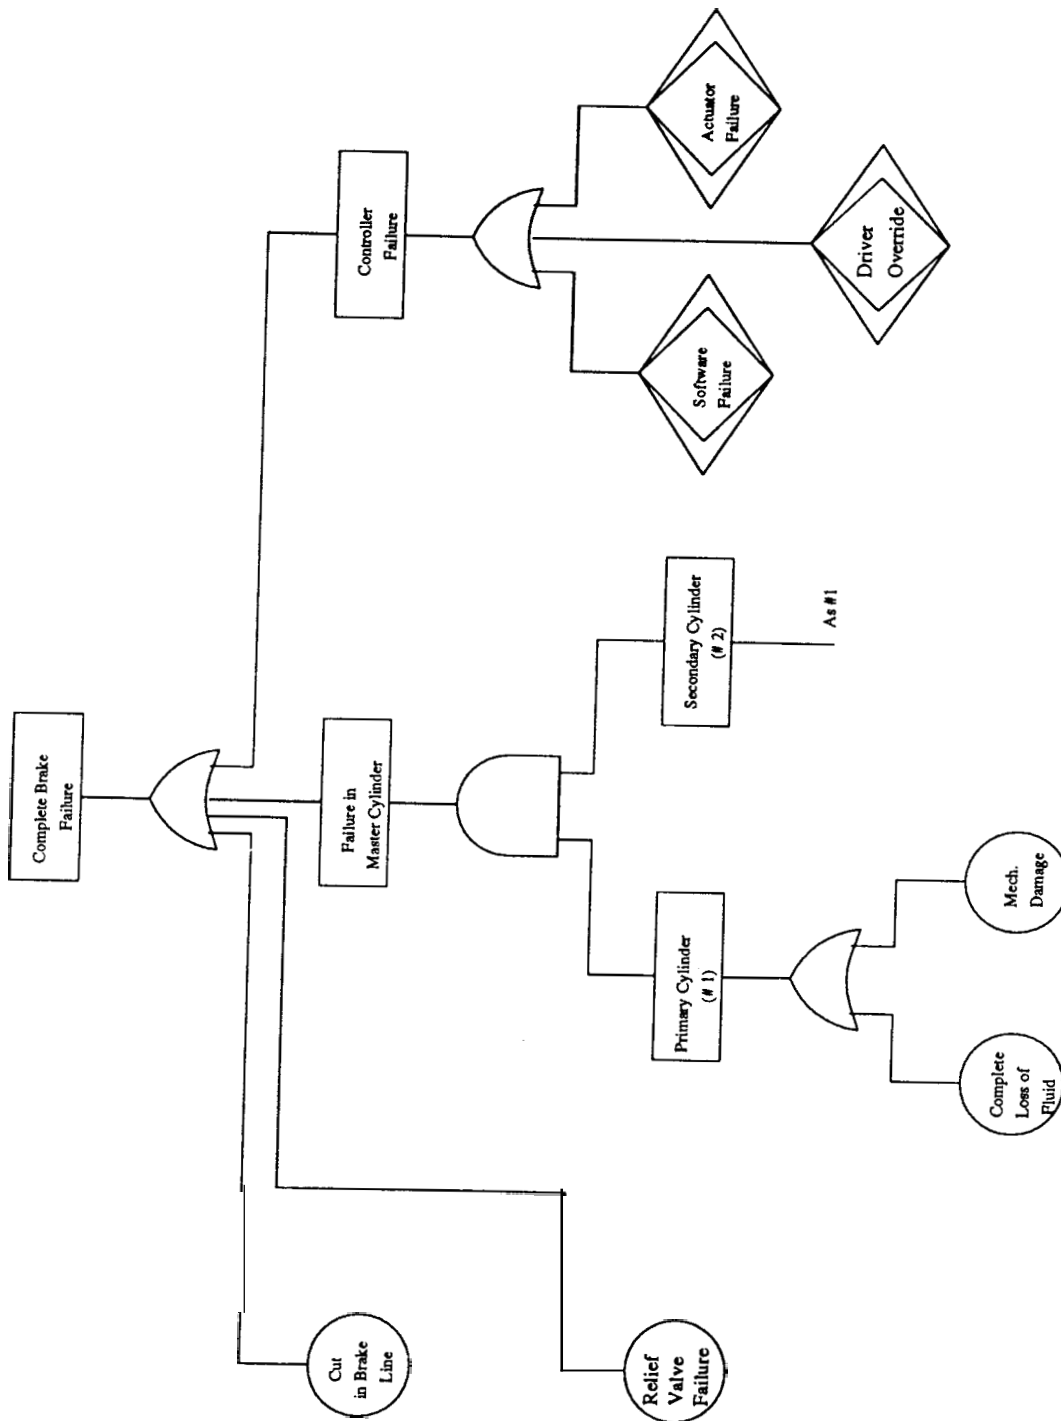 Complete Brake
Failure
Cut
in Brake
Line
Relief
Valve
Failure
Failure in
Master Cylinder
Controller
Failure
Primary Cylinder
(# 1)
Secondary Cylinder
(# 2)
As #1
Complete
Loss of
Fluid
Mech.
Damage
Software
Failure
Driver
Override
Actuator
Failure